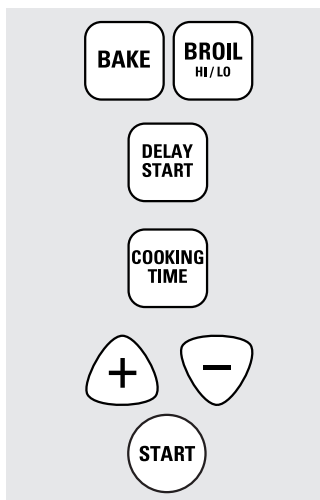 BAKE
BROIL
HI / LO
DELAY
START
COOKING
TIME
+ −
START